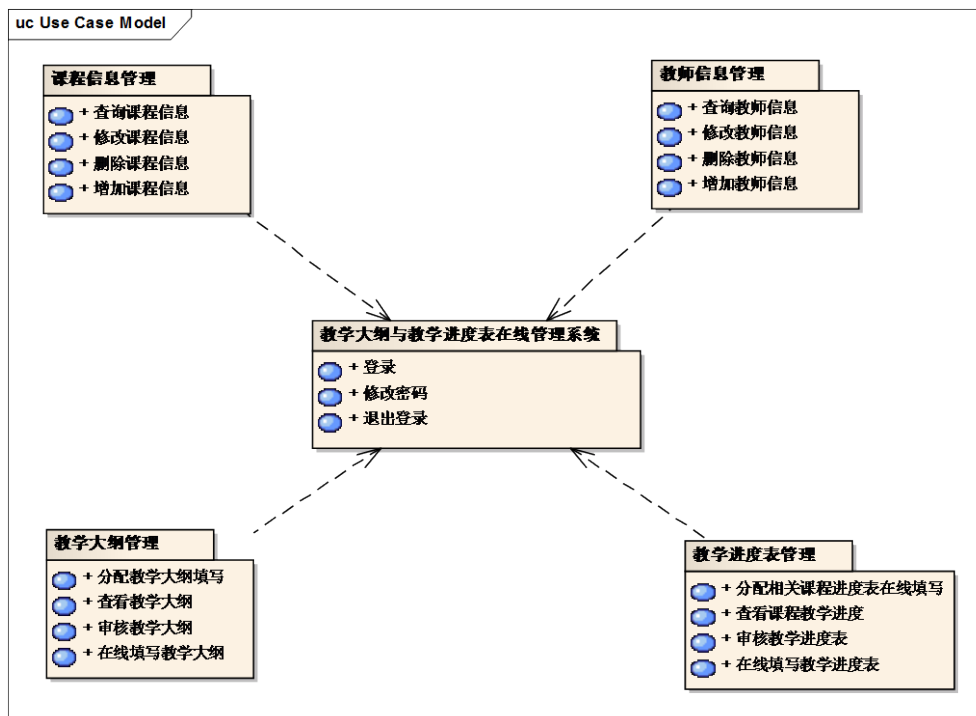 uc Use Case Model
课程信息管理
+ 查询课程信息
+ 修改课程信息
+ 删除课程信息
+ 增加课程信息
教师信息管理
+ 查询教师信息
+ 修改教师信息
+ 删除教师信息
+ 增加教师信息
教学大纲与教学进度表在线管理系统
+ 登录
+ 修改密码
+ 退出登录
教学大纲管理
+ 分配教学大纲填写
+ 查看教学大纲
+ 审核教学大纲
+ 在线填写教学大纲
教学进度表管理
+ 分配相关课程进度表在线填写
+ 查看课程教学进度
+ 审核教学进度表
+ 在线填写教学进度表